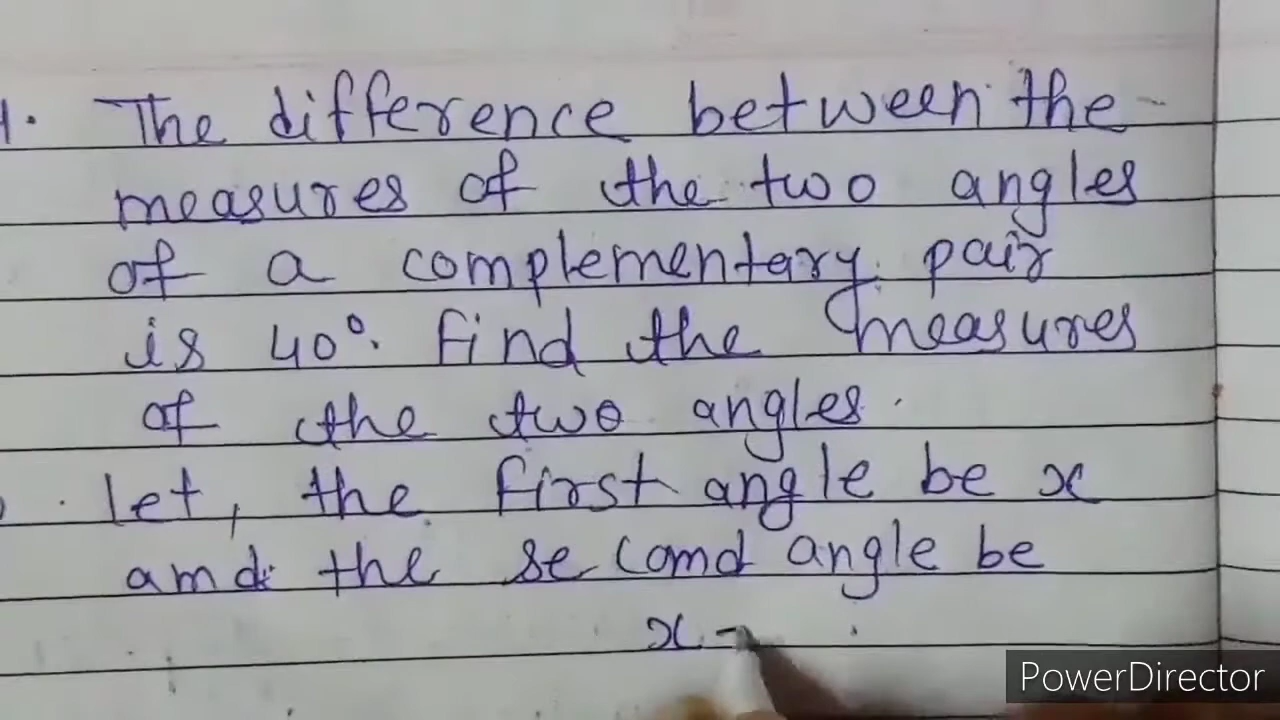 1. The difference between the
measures of the two angles
of a complementary pair
is 40°. Find the measures
of the two angles.
let, the first angle be x
and the second angle be
x -
PowerDirector